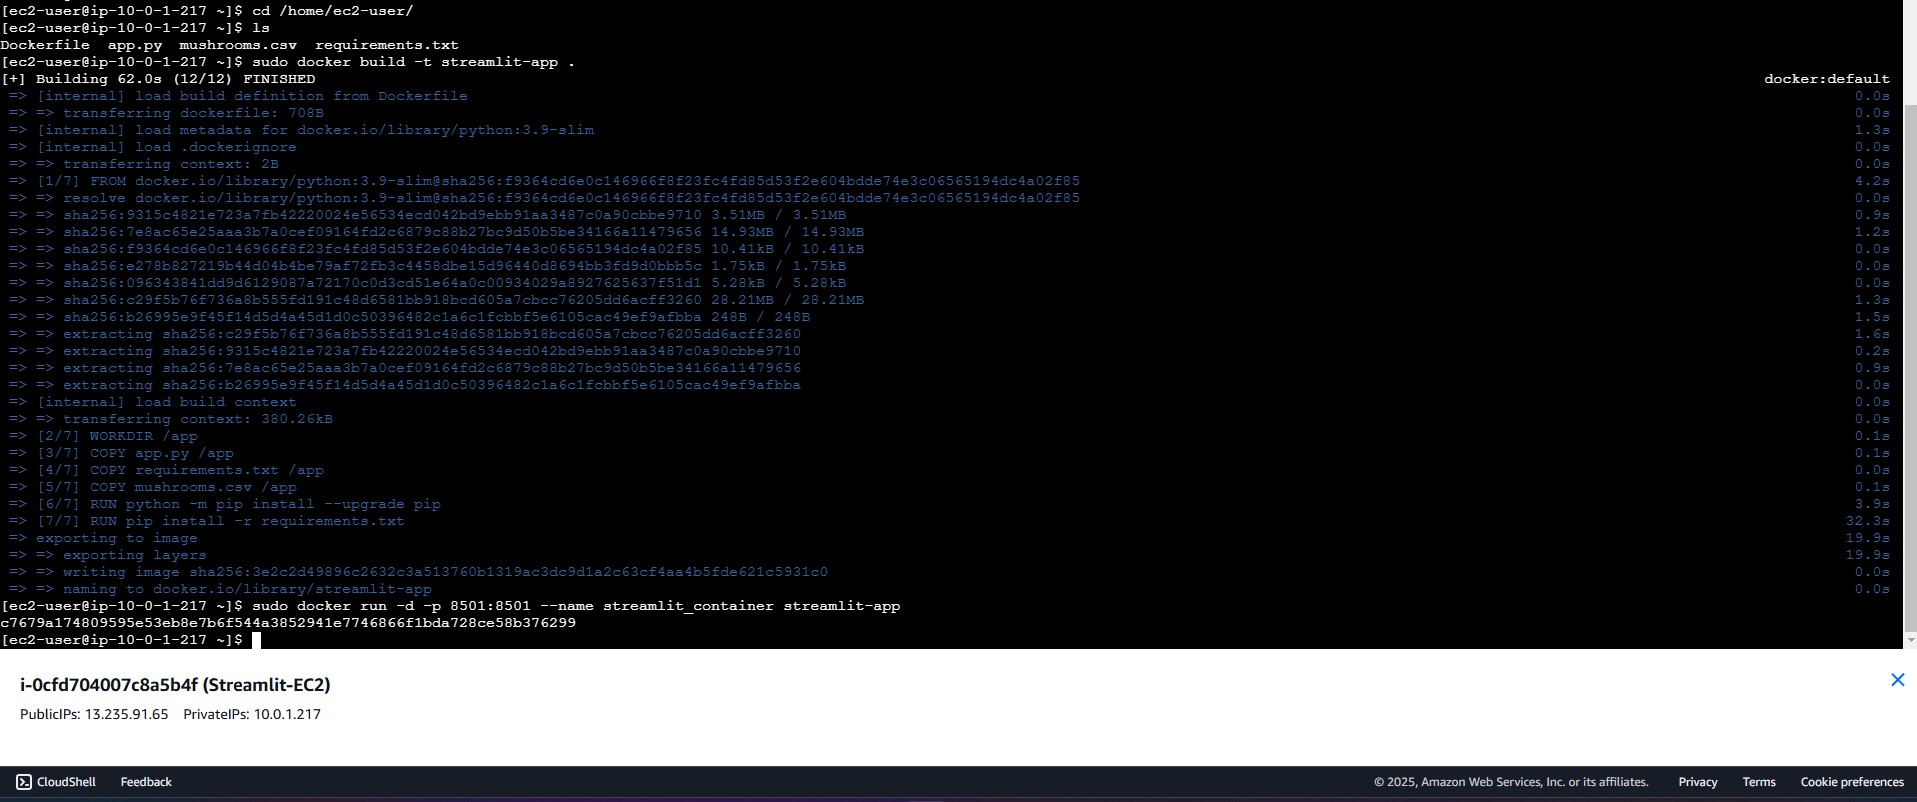 [ec2-user@ip-10-0-1-217 ~]$ cd /home/ec2-user/
[ec2-user@ip-10-0-1-217 ~]$ ls
Dockerfile  app.py  mushrooms.csv  requirements.txt
[ec2-user@ip-10-0-1-217 ~]$ sudo docker build -t streamlit-app .
[+] Building 62.0s (12/12) FINISHED docker:default
=> [internal] load build definition from Dockerfile 0.0s
=> => transferring dockerfile: 708B 0.0s
=> [internal] load metadata for docker.io/library/python:3.9-slim 1.3s
=> [internal] load .dockerignore 0.0s
=> => transferring context: 2B 0.0s
=> [1/7] FROM docker.io/library/python:3.9-slim@sha256:f9364cd6e0c146966f8f23fc4fd85d53f2e604bdde74e3c06565194dc4a02f85 4.2s
=> => resolve docker.io/library/python:3.9-slim@sha256:f9364cd6e0c146966f8f23fc4fd85d53f2e604bdde74e3c06565194dc4a02f85 0.0s
=> => sha256:9315c4821e723a7fb42220024e56534ecd042bd9ebb91aa3487c0a90cbbe9710 3.51MB / 3.51MB 0.9s
=> => sha256:7e8ac65e25aaa3b7a0cef09164fd2c6879c88b27bc9d50b5be34166a11479656 14.93MB / 14.93MB 1.2s
=> => sha256:f9364cd6e0c146966f8f23fc4fd85d53f2e604bdde74e3c06565194dc4a02f85 10.41kB / 10.41kB 0.0s
=> => sha256:e278b827219b44d04b4be79af72fb3c4458dbe15d96440d8694bb3fd9d0bbb5c 1.75kB / 1.75kB 0.0s
=> => sha256:096343841dd9d6129087a72170c0d3cd51e64a0c00934029a8927625637f51d1 5.28kB / 5.28kB 0.0s
=> => sha256:c29f5b76f736a8b555fd191c48d6581bb918bcd605a7cbcc76205dd6acff3260 28.21MB / 28.21MB 1.3s
=> => sha256:b26995e9f45f14d5d4a45d1d0c50396482c1a6c1fcbbf5e6105cac49ef9afbba 248B / 248B 1.5s
=> => extracting sha256:c29f5b76f736a8b555fd191c48d6581bb918bcd605a7cbcc76205dd6acff3260 1.6s
=> => extracting sha256:9315c4821e723a7fb42220024e56534ecd042bd9ebb91aa3487c0a90cbbe9710 0.2s
=> => extracting sha256:7e8ac65e25aaa3b7a0cef09164fd2c6879c88b27bc9d50b5be34166a11479656 0.9s
=> => extracting sha256:b26995e9f45f14d5d4a45d1d0c50396482c1a6c1fcbbf5e6105cac49ef9afbba 0.0s
=> [internal] load build context 0.0s
=> => transferring context: 380.26kB 0.0s
=> [2/7] WORKDIR /app 0.1s
=> [3/7] COPY app.py /app 0.1s
=> [4/7] COPY requirements.txt /app 0.0s
=> [5/7] COPY mushrooms.csv /app 0.1s
=> [6/7] RUN python -m pip install --upgrade pip 3.9s
=> [7/7] RUN pip install -r requirements.txt 32.3s
=> exporting to image 19.9s
=> => exporting layers 19.9s
=> => writing image sha256:3e2c2d49896c2632c3a513760b1319ac3dc9d1a2c63cf4aa4b5fde621c5931c0 0.0s
=> => naming to docker.io/library/streamlit-app 0.0s
[ec2-user@ip-10-0-1-217 ~]$ sudo docker run -d -p 8501:8501 --name streamlit_container streamlit-app
c7679a174809595e53eb8e7b6f544a3852941e7746866f1bda728ce58b376299
[ec2-user@ip-10-0-1-217 ~]$
i-0cfd704007c8a5b4f (Streamlit-EC2)
PublicIPs: 13.235.91.65 PrivateIPs: 10.0.1.217
CloudShell Feedback © 2025, Amazon Web Services, Inc. or its affiliates. Privacy Terms Cookie preferences